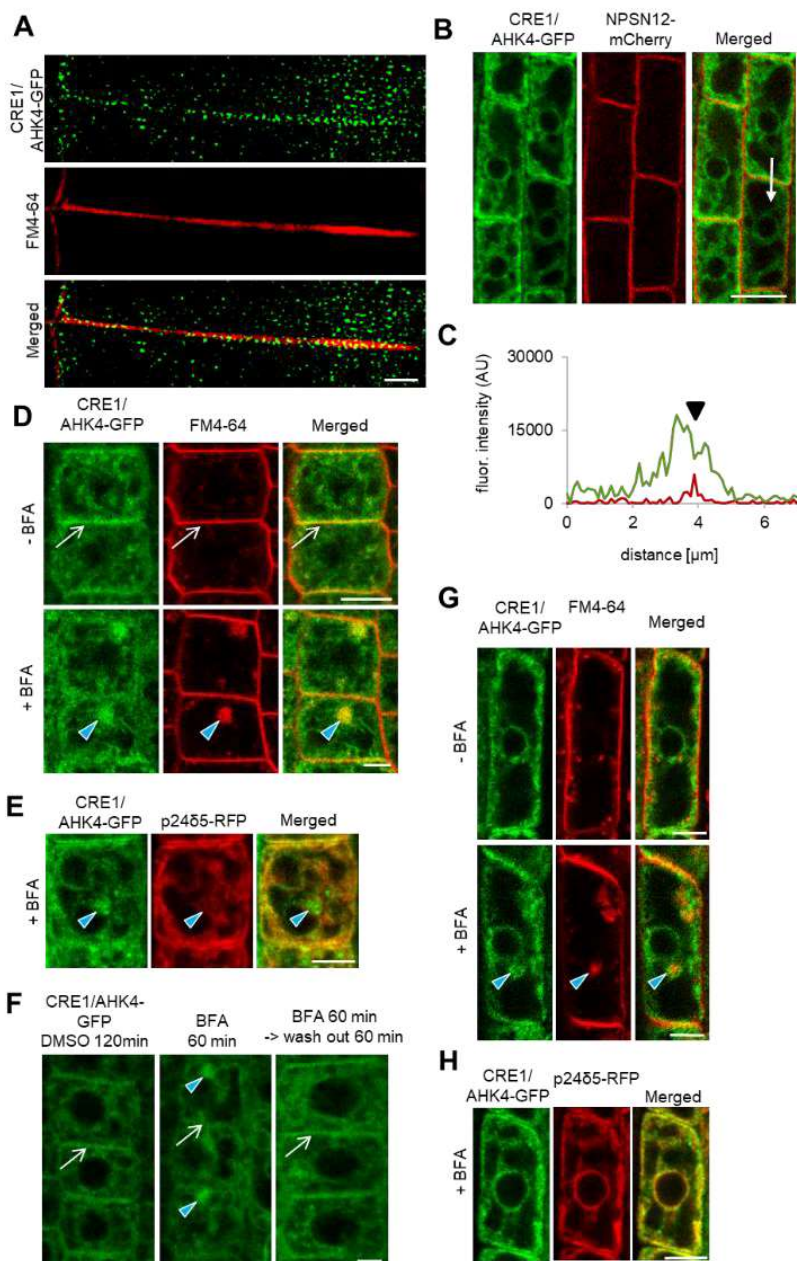 A
CRE1/
AHK4-GFP
FM4-64
Merged
B
CRE1/
AHK4-GFP
NPSN12-
mCherry
Merged
C
30000
15000
0
fluor. intensity (AU)
0 2 4 6
distance [µm]
D
CRE1/
AHK4-GFP
FM4-64
Merged
- BFA
+ BFA
E
CRE1/
AHK4-GFP
p24δ5-RFP
Merged
+ BFA
F
CRE1/AHK4-
GFP
DMSO 120min
BFA
60 min
BFA 60 min
-> wash out 60 min
G
CRE1/
AHK4-GFP
FM4-64
Merged
- BFA
+ BFA
H
CRE1/
AHK4-GFP
p24δ5-RFP
Merged
+ BFA